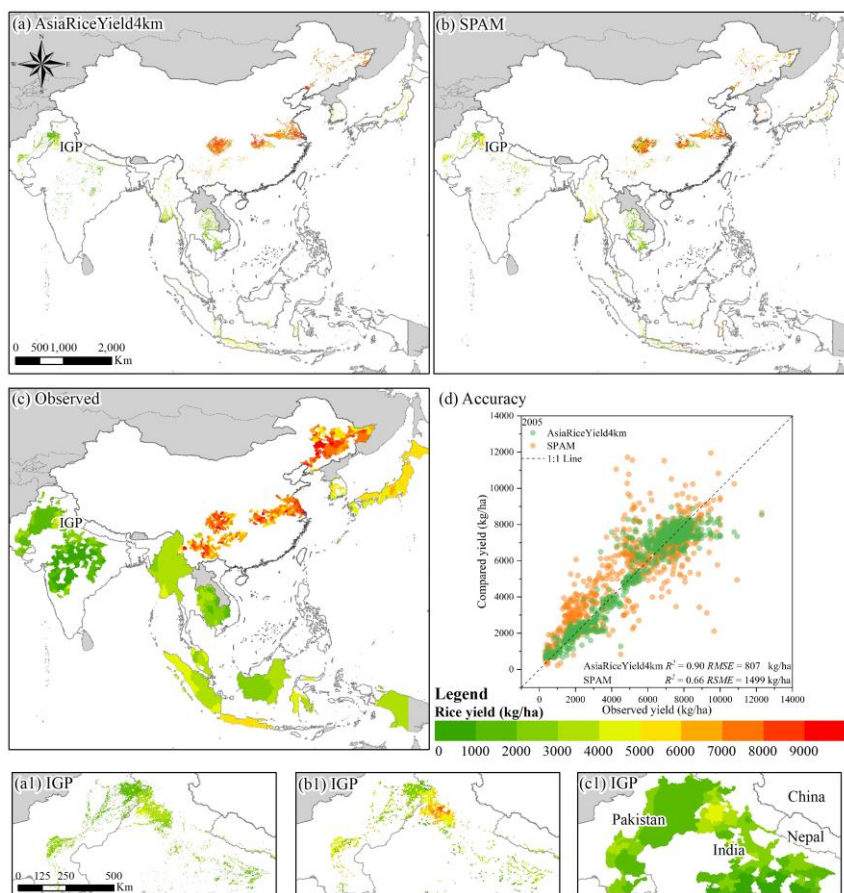 (a) AsiaRiceYield4km
N
W E
S
IGP
0 500 1,000 2,000
Km
(b) SPAM
IGP
(c) Observed
IGP
(d) Accuracy
14000
12000
10000
8000
6000
4000
2000
0
Compared yield (kg/ha)
2005
AsiaRiceYield4km
SPAM
1:1 Line
AsiaRiceYield4km R² = 0.90 RMSE = 807 kg/ha
SPAM R² = 0.66 RSME = 1499 kg/ha
0 2000 4000 6000 8000 10000 12000 14000
Observed yield (kg/ha)
Legend
Rice yield (kg/ha)
0 1000 2000 3000 4000 5000 6000 7000 8000 9000
(a1) IGP
0 125 250 500
Km
(b1) IGP
(c1) IGP
China
Pakistan
Nepal
India